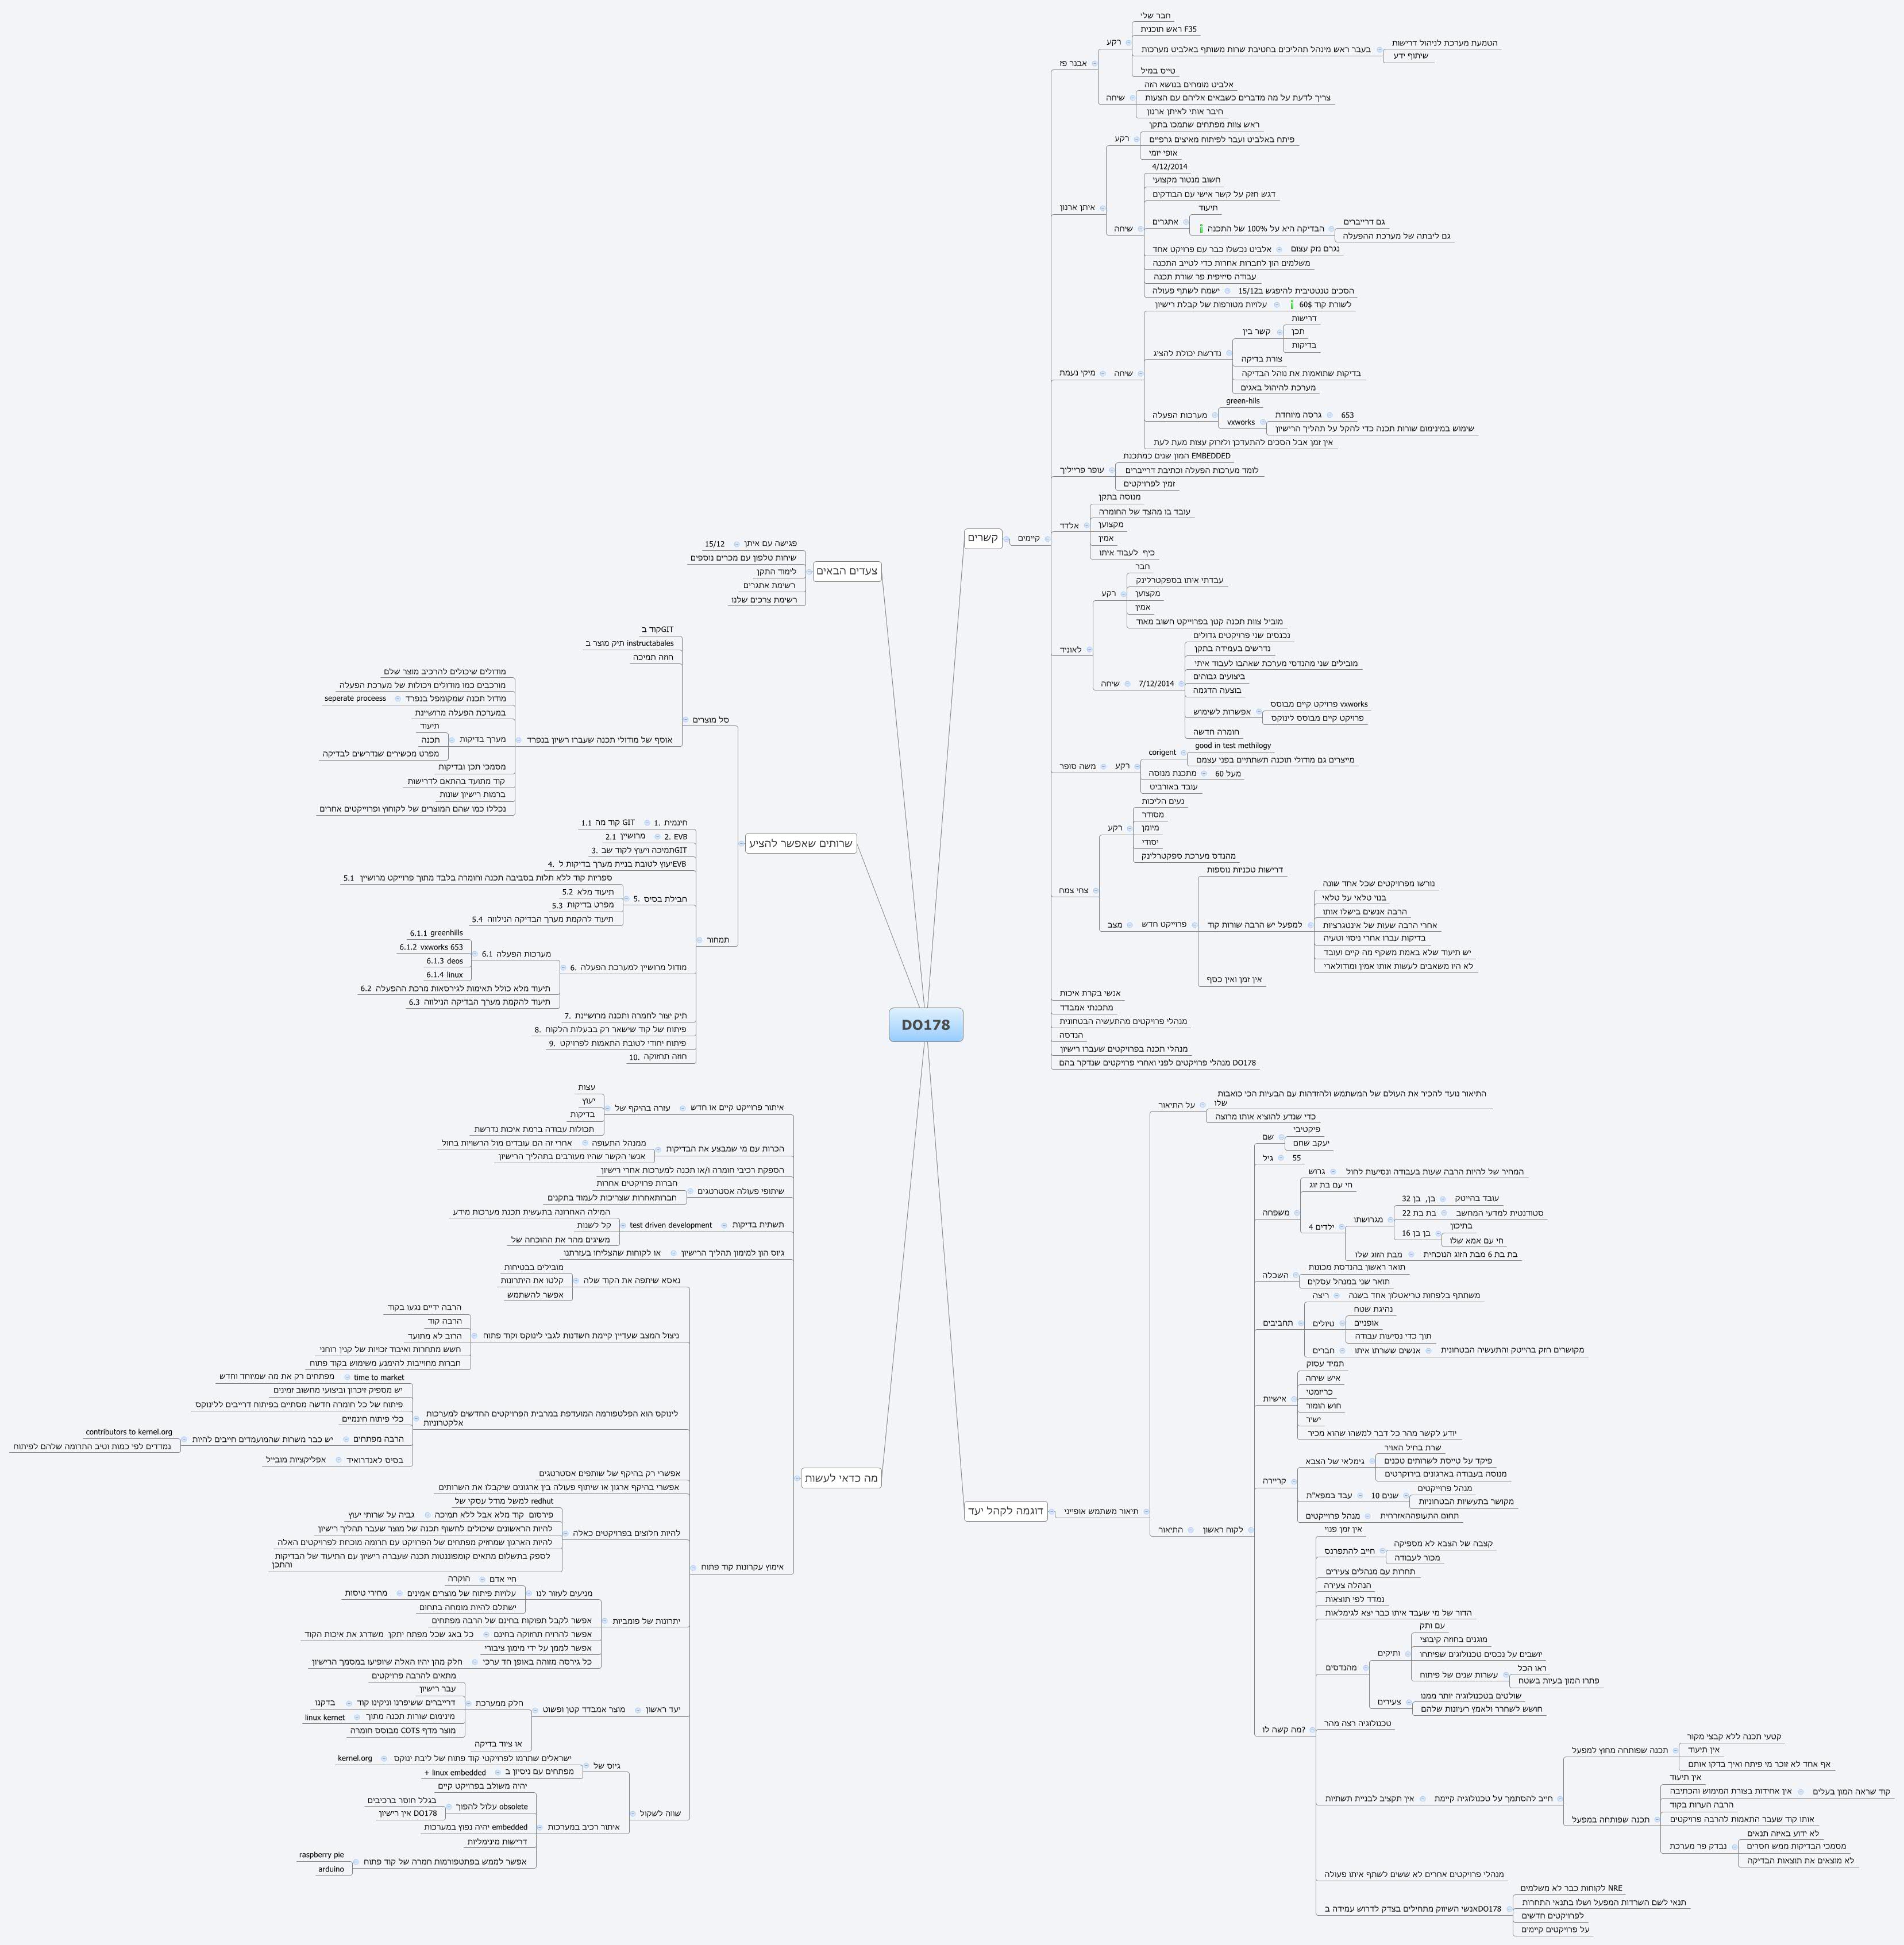 DO178
קשרים
קיימים
אבנר פז
רקע
חבר שלי
ראש תוכנית F35
בעבר ראש מינהל תהליכים בחטיבת שרות משותף באלביט מערכות
הטמעת מערכת לניהול דרישות
שיתוף ידע
טייס במיל
שיחה
אלביט מומחים בנושא הזה
צריך לדעת על מה מדברים כשבאים אליהם עם הצעות
חיבר אותי לאיתן ארנון
איתן ארנון
רקע
ראש צוות מפתחים שתמכו בתקן
פיתח באלביט ועבר לפיתוח מאיצים גרפיים
אופי יזמי
שיחה
4/12/2014
חשוב מנטור מקצועי
דגש חזק על קשר אישי עם הבודקים
אתגרים
תיעוד
הבדיקה היא על 100% של התכנה
גם דרייברים
גם ליבתה של מערכת ההפעלה
אלביט נכשלו כבר עם פרויקט אחד
נגרם נזק עצום
משלמים הון לחברות אחרות כדי לטייב התכנה
עבודה סיזיפית פר שורת תכנה
ישמח לשתף פעולה
הסכים טנטטיבית להיפגש ב15/12
מיקי נעמת
שיחה
עלויות מטורפות של קבלת רישיון
לשורת קוד 60$
נדרשת יכולת להציג
קשר בין
דרישות
תכן
בדיקות
צורת בדיקה
בדיקות שתואמות את נוהל הבדיקה
מערכת להיהול באגים
מערכות הפעלה
green-hils
vxworks
גרסה מיוחדת
653
שימוש במינימום שורות תכנה כדי להקל על תהליך הרישיון
אין זמן אבל הסכים להתעדכן ולזרוק עצות מעת לעת
עופר פרייליך
המון שנים כמתכנת EMBEDDED
לומד מערכות הפעלה וכתיבת דרייברים
זמין לפרויקטים
אלדד
מנוסה בתקן
עובד בו מהצד של החומרה
מקצוען
אמין
כיף לעבוד איתו
לאוניד
רקע
חבר
עבדתי איתו בספקטרלינק
מקצוען
אמין
מוביל צוות תכנה קטן בפרוייקט חשוב מאוד
שיחה
7/12/2014
נכנסים שני פרויקטים גדולים
נדרשים בעמידה בתקן
מובילים שני מהנדסי מערכת שאהבו לעבוד איתי
ביצועים גבוהים
בוצעה הדגמה
אפשרות לשימוש
פרויקט קיים מבוסס vxworks
פרויקט קיים מבוסס לינוקס
חומרה חדשה
משה סופר
רקע
corigent
good in test methilogy
מייצרים גם מודולי תוכנה תשתתיים בפני עצמם
מתכנת מנוסה
מעל 60
עובד באורביט
צחי צמח
רקע
נעים הליכות
מסודר
מיומן
יסודי
מהנדס מערכת ספקטרלינק
מצב
פרוייקט חדש
דרישות טכניות נוספות
למפעל יש הרבה שורות קוד
נורשו מפרויקטים שכל אחד שונה
בנוי טלאי על טלאי
הרבה אנשים בישלו אותו
אחרי הרבה שעות של אינטגרציות
בדיקות עברו אחרי ניסוי וטעיה
יש תיעוד שלא באמת משקף מה קיים ועובד
לא היו משאבים לעשות אותו אמין ומודולארי
אין זמן ואין כסף
אנשי בקרת איכות
מתכנתי אמבדד
מנהלי פרויקטים מהתעשיה הבטחונית
הנדסה
מנהלי תכנה בפרויקטים שעברו רישיון
מנהלי פרויקטים לפני ואחרי פרויקטים שנדקר בהם DO178
צעדים הבאים
פגישה עם איתן
15/12
שיחות טלפון עם מכרים נוספים
לימוד התקן
רשימת אתגרים
רשימת צרכים שלנו
שרותים שאפשר להציע
סל מוצרים
קוד בGIT
תיק מוצר ב instructabales
חוזה תמיכה
אוסף של מודולי תכנה שעברו רשיון בנפרד
מודולים שיכולים להרכיב מוצר שלם
מורכבים כמו מודולים ויכולות של מערכת הפעלה
מודול תכנה שמקומפל בנפרד
seperate proceess
במערכת הפעלה מרושיינת
מערך בדיקות
תיעוד
תכנה
מפרט מכשירים שנדרשים לבדיקה
מסמכי תכן ובדיקות
קוד מתועד בהתאם לדרישות
ברמות רישיון שונות
נכללו כמו שהם המוצרים של לקוחוץ ופרוייקטים אחרים
תמחור
1. חינמית
1.1 קוד מה GIT
2. EVB
2.1 מרושיין
3. תמיכה ויעוץ לקוד שבGIT
4. יעוץ לטובת בניית מערך בדיקות לEVB
5. חבילת בסיס
5.1 ספריות קוד ללא תלות בסביבה תכנה וחומרה בלבד מתוך פרוייקט מרושיין
5.2 תיעוד מלא
5.3 מפרט בדיקות
5.4 תיעוד להקמת מערך הבדיקה הנילווה
6. מודול מרושיין למערכת הפעלה
6.1 מערכות הפעלה
6.1.1 greenhills
6.1.2 vxworks 653
6.1.3 deos
6.1.4 linux
6.2 תיעוד מלא כולל תאימות לגירסאות מרכת ההפעלה
6.3 תיעוד להקמת מערך הבדיקה הנילווה
7. תיק יצור לחמרה ותכנה מרושיינת
8. פיתוח של קוד שישאר רק בבעלות הלקוח
9. פיתוח יחודי לטובת התאמות לפרויקט
10. חוזה תחזוקה
מה כדאי לעשות
איתור פרוייקט קיים או חדש
עזרה בהיקף של
עצות
יעוץ
בדיקות
תכולות עבודה ברמת איכות נדרשת
הכרות עם מי שמבצע את הבדיקות
ממנהל התעופה
אחרי זה הם עובדים מול הרשויות בחול
אנשי הקשר שהיו מעורבים בתהליך הרישיון
הספקת רכיבי חומרה ו/או תכנה למערכות אחרי רישיון
שיתופי פעולה אסטרטגים
חברות פרויקטים אחרות
חברותאחרות שצריכות לעמוד בתקנים
תשתית בדיקות
test driven development
המילה האחרונה בתעשית תכנת מערכות מידע
קל לשנות
משיגים מהר את ההוכחה של
גיוס הון למימון תהליך הרישיון
או לקוחות שהצליחו בעזרתנו
אימוץ עקרונות קוד פתוח
נאסא שיתפה את הקוד שלה
מובילים בבטיחות
קלטו את היתרונות
אפשר להשתמש
ניצול המצב שעדיין קיימת חשדנות לגבי לינוקס וקוד פתוח
הרבה ידיים נגעו בקוד
הרבה קוד
הרוב לא מתועד
חשש מתחרות ואיבוד זכויות של קנין רוחני
חברות מחוייבות להימנע משימוש בקוד פתוח
לינוקס הוא הפלטפורמה המועדפת במרבית הפרויקטים החדשים למערכות
אלקטרוניות
time to market
מפתחים רק את מה שמיוחד וחדש
יש מספיק זיכרון וביצועי מחשוב זמינים
פיתוח של כל חומרה חדשה מסתיים בפיתוח דרייבים ללינוקס
כלי פיתוח חינמיים
הרבה מפתחים
יש כבר משרות שהמועמדים חייבים להיות
contributors to kernel.org
נמדדים לפי כמות וטיב התרומה שלהם לפיתוח
בסיס לאנדרואיד
אפליקציות מובייל
אפשרי רק בהיקף של שותפים אסטרטגים
אפשרי בהיקף ארגון או שיתוף פעולה בין ארגונים שיקבלו את השרותים
להיות חלוצים בפרויקטים כאלה
למשל מודל עסקי של redhut
פירסום קוד מלא אבל ללא תמיכה
גביה על שרותי יעוץ
להיות הראשונים שיכולים לחשוף תכנה של מוצר שעבר תהליך רישיון
להיות הארגון שמחזיק מפתחים של הפרויקט עם תרומה מוכחת לפרויקטים האלה
לספק בתשלום מתאים קומפוננטות תכנה שעברה רישיון עם התיעוד של הבדיקות
והתכן
יתרונות של פומביות
מניעים לעזור לנו
חיי אדם
הוקרה
עלויות פיתוח של מוצרים אמינים
מחירי טיסות
ישתלם להיות מומחה בתחום
אפשר לקבל תפוקות בחינם של הרבה מפתחים
אפשר להרויח תחזוקה בחינם
כל באג שכל מפתח יתקן משדרג את איכות הקוד
אפשר לממן על ידי מימון ציבורי
כל גירסה מזוהה באופן חד ערכי
חלק מהן יהיו האלה שיופיעו במסמך הרישיון
יעד ראשון
מוצר אמבדד קטן ופשוט
חלק ממערכת
מתאים להרבה פרויקטים
עבר רישיון
דרייברים ששיפרנו וניקינו קוד
בדקנו
מינימום שורות תכנה מתוך
linux kernet
מוצר מדף COTS מבוסס חומרה
או ציוד בדיקה
שווה לשקול
גיוס של
ישראלים שתרמו לפרויקטי קוד פתוח של ליבת ינוקס
kernel.org
מפתחים עם ניסיון ב
linux embedded +
איתור רכיב במערכות
יהיה משולב בפרויקט קיים
עלול להפוך obsolete
בגלל חוסר ברכיבים
אין רישיון DO178
יהיה נפוץ במערכות embedded
דרישות מינימליות
אפשר לממש בפתטפורמות חמרה של קוד פתוח
raspberry pie
arduino
דוגמה לקהל יעד
תיאור משתמש אופייני
על התיאור
התיאור נועד להכיר את העולם של המשתמש ולהזדהות עם הבעיות הכי כואבות
שלו
כדי שנדע להוציא אותו מרוצה
לקוח ראשון
התיאור
שם
פיקטיבי
יעקב שחם
גיל
55
משפחה
גרוש
המחיר של להיות הרבה שעות בעבודה ונסיעות לחול
חי עם בת זוג
ילדים 4
מגרושתו
בן, בן 32
עובד בהייטק
בת בת 22
סטודנטית למדעי המחשב
בן בן 16
בתיכון
חי עם אמא שלו
מבת הזוג שלו
בת בת 6 מבת הזוג הנוכחית
השכלה
תואר ראשון בהנדסת מכונות
תואר שני במנהל עסקים
תחביבים
ריצה
משתתף בלפחות טריאטלון אחד בשנה
טיולים
נהיגת שטח
אופניים
תוך כדי נסיעות עבודה
חברים
אנשים ששרתו איתו
מקושרים חזק בהייטק והתעשיה הבטחונית
אישיות
תמיד עסוק
איש שיחה
כריזמטי
חוש הומור
ישיר
יודע לקשר מהר כל דבר למשהו שהוא מכיר
קריירה
גימלאי של הצבא
שרת בחיל האויר
פיקד על טייסת לשרותים טכנים
מנוסה בעבודה בארגונים בירוקרטים
עבד במפא"ת
שנים 10
מנהל פרוייקטים
מקושר בתעשיות הבטחוניות
מנהל פרוייקטים
תחום התעופההאזרחית
מה קשה לו?
אין זמן פנוי
חייב להתפרנס
קצבה של הצבא לא מספיקה
מכור לעבודה
תחרות עם מנהלים צעירים
הנהלה צעירה
נמדד לפי תוצאות
הדור של מי שעבד איתו כבר יצא לגימלאות
מהנדסים
ותיקים
עם ותק
מוגנים בחוזה קיבוצי
יושבים על נכסים טכנולוגים שפיתחו
עשרות שנים של פיתוח
ראו הכל
פתרו המון בעיות בשטח
צעירים
שולטים בטכנולוגיה יותר ממנו
חושש לשחרר ולאמץ רעיונות שלהם
טכנולוגיה רצה מהר
אין תקציב לבניית תשתיות
חייב להסתמך על טכנולוגיה קיימת
תכנה שפותחה מחוץ למפעל
קטעי תכנה ללא קבצי מקור
אין תיעוד
אף אחד לא זוכר מי פיתח ואיך בדקו אותם
תכנה שפותחה במפעל
אין תיעוד
אין אחידות בצורת המימוש והכתיבה
קוד שראה המון בעלים
הרבה הערות בקוד
אותו קוד שעבר התאמות להרבה פרויקטים
נבדק פר מערכת
לא ידוע באיזה תנאים
מסמכי הבדיקות ממש חסרים
לא מוצאים את תוצאות הבדיקה
מנהלי פרויקטים אחרים לא ששים לשתף איתו פעולה
אנשי השיווק מתחילים בצדק לדרוש עמידה בDO178
לקוחות כבר לא משלמים NRE
תנאי לשם השרדות המפעל ושלו בתנאי התחרות
לפרויקטים חדשים
על פרויקטים קיימים